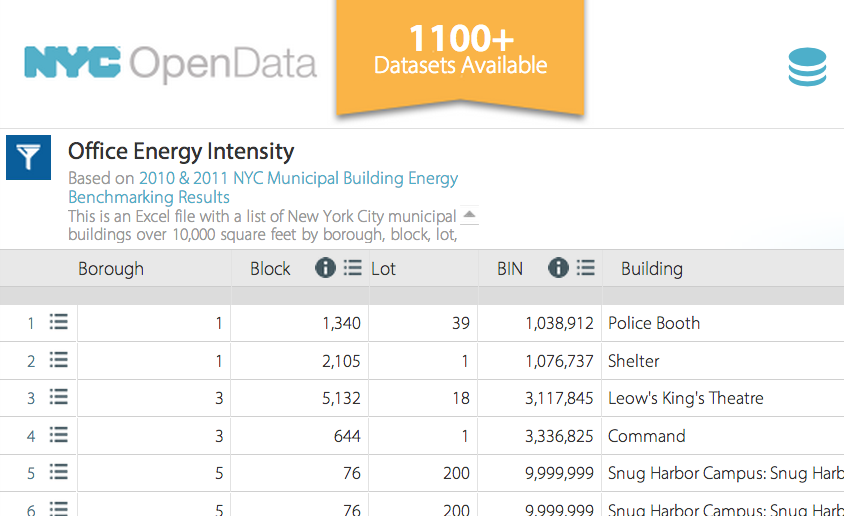 NYC OpenData
1100+
Datasets Available
Office Energy Intensity
Based on 2010 & 2011 NYC Municipal Building Energy
Benchmarking Results
This is an Excel file with a list of New York City municipal
buildings over 10,000 square feet by borough, block, lot,
Borough Block Lot BIN Building
1 1 1,340 39 1,038,912 Police Booth
2 1 2,105 1 1,076,737 Shelter
3 3 5,132 18 3,117,845 Leow's King's Theatre
4 3 644 1 3,336,825 Command
5 5 76 200 9,999,999 Snug Harbor Campus: Snug Harb
6 5 76 200 9,999,999 Snug Harbor Campus: Snug Harb